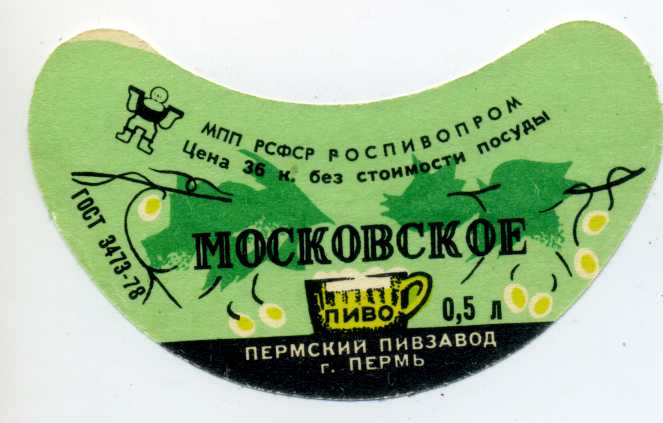 МПП РСФСР РОСПИВОПРОМ
Цена 36 к. без стоимости посуды
ГОСТ 3473-78
МОСКОВСКОЕ
ПИВО
0,5 л
ПЕРМСКИЙ ПИВЗАВОД
г. ПЕРМЬ